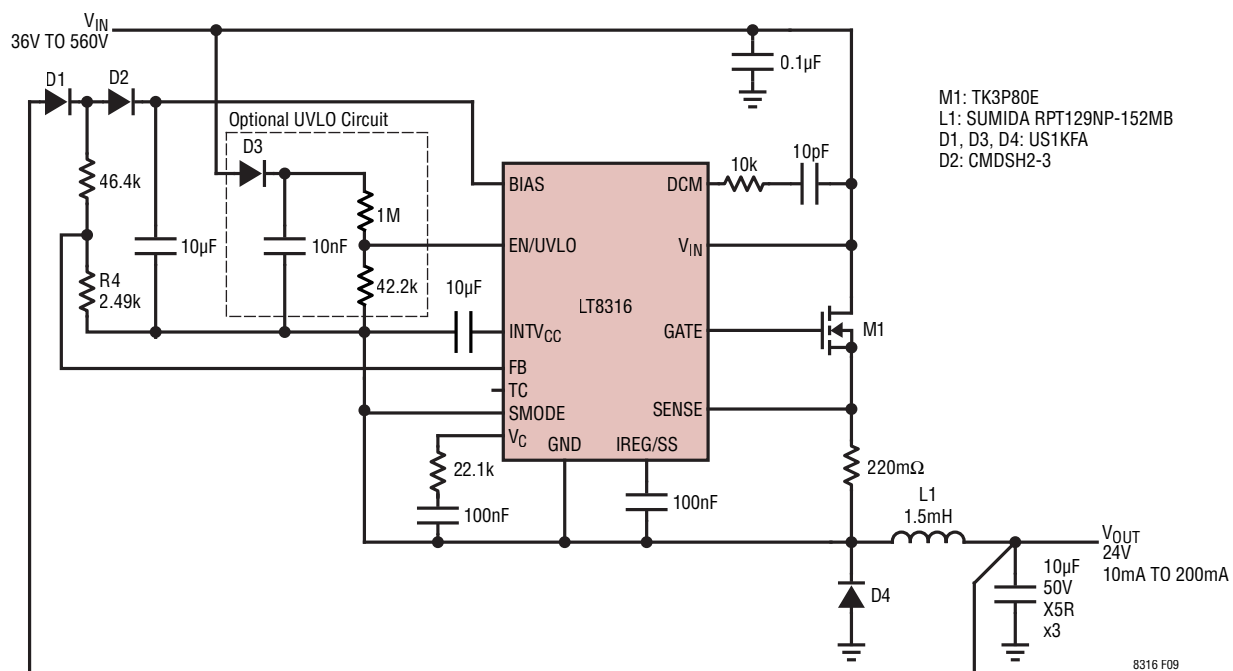 VIN
36V TO 560V
D1
D2
0.1µF
M1: TK3P80E
L1: SUMIDA RPT129NP-152MB
D1, D3, D4: US1KFA
D2: CMDSH2-3
Optional UVLO Circuit
D3
46.4k
10µF
10nF
1M
42.2k
R4
2.49k
10µF
BIAS
EN/UVLO
INTVCC
FB
TC
SMODE
VC
GND
IREG/SS
LT8316
DCM
VIN
GATE
SENSE
10k
10pF
M1
220mΩ
22.1k
100nF
100nF
L1
1.5mH
VOUT
24V
10mA TO 200mA
D4
10µF
50V
X5R
x3
8316 F09